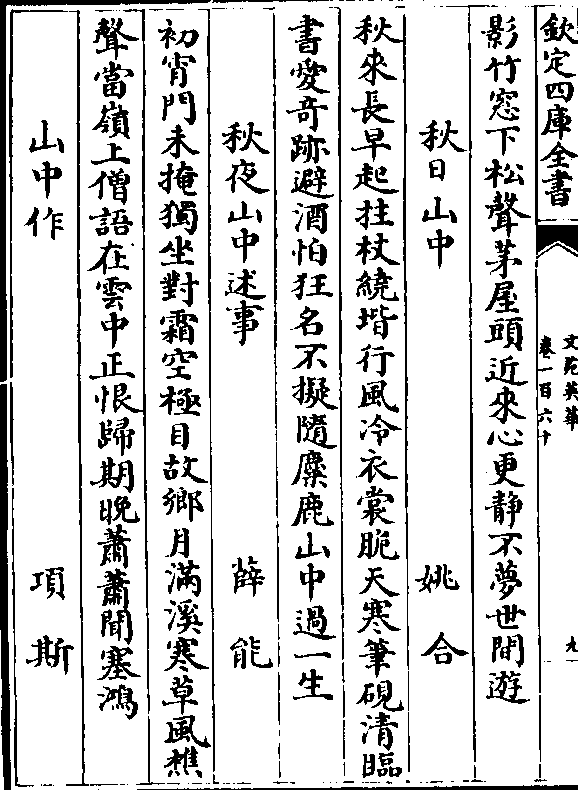 欽定四庫全書
文苑英華
卷一百六十
九
影竹窓下松聲茅屋頭近來心更静不夢世間遊
秋日山中
姚合
秋來長早起拄杖繞堦行風冷衣裳脆天寒筆硯清臨
書愛奇跡避酒怕狂名不擬隨麋鹿山中過一生
秋夜山中述事
薛能
初宵門未掩獨坐對霜空極目故鄉月滿溪寒草風樵
聲當嶺上僧語在雲中正恨歸期晚蕭蕭聞塞鴻
山中作
項斯